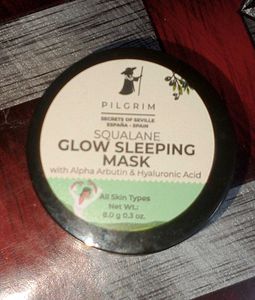 PILGRIM
SECRETS OF SEVILLE
ESPAÑA - SPAIN
SQUALANE
GLOW SLEEPING
MASK
with Alpha Arbutin & Hyaluronic Acid
All Skin Types
Net Wt.:
8.0 g 0.3 oz.